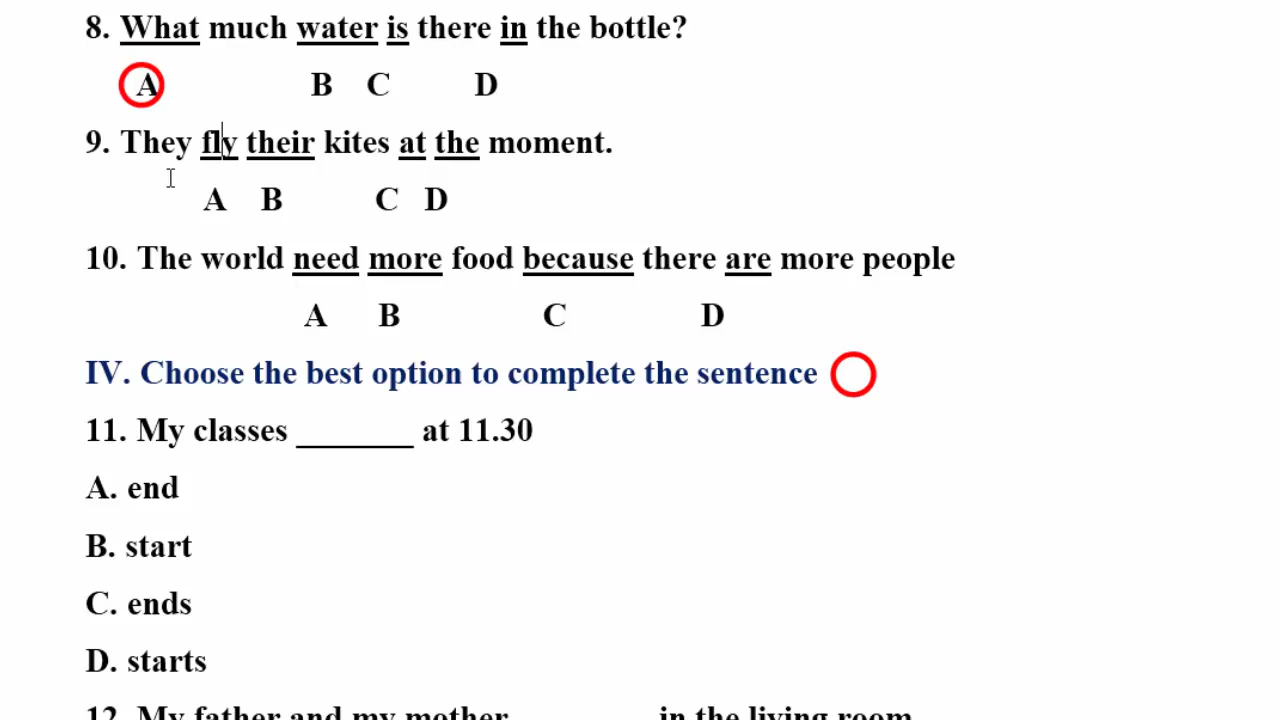 8. What much water is there in the bottle?
A B C D
9. They fly their kites at the moment.
A B C D
10. The world need more food because there are more people
A B C D
IV. Choose the best option to complete the sentence
11. My classes _______ at 11.30
A. end
B. start
C. ends
D. starts
12. My father and my mother _________ in the living room